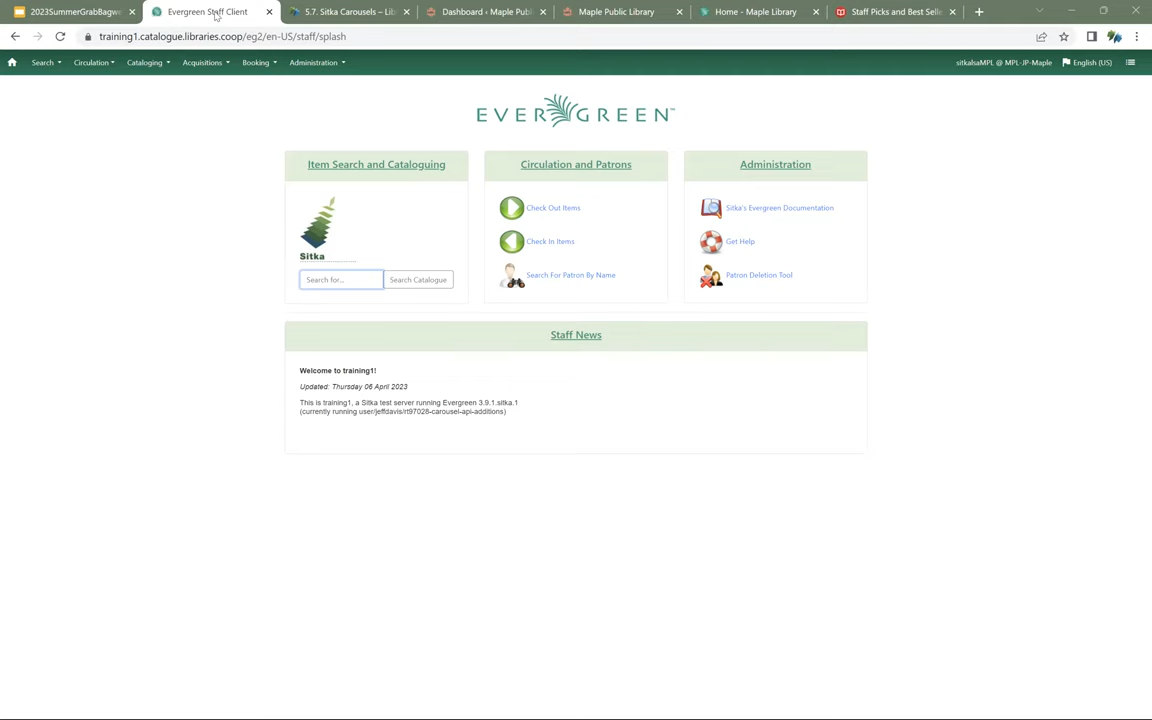 2023SummerGrabBagwe
Evergreen Staff Client
5.7. Sitka Carousels – Lib
Dashboard ‹ Maple Publ
Maple Public Library
Home - Maple Library
Staff Picks and Best Selle
training1.catalogue.libraries.coop/eg2/en-US/staff/splash
Search Circulation Cataloging Acquisitions Booking Administration sitkalsaMPL @ MPL-JP-Maple English (US)
EVERGREEN™
Item Search and Cataloguing
Sitka
Search for...
Search Catalogue
Circulation and Patrons
Check Out Items
Check In Items
Search For Patron By Name
Administration
Sitka's Evergreen Documentation
Get Help
Patron Deletion Tool
Staff News
Welcome to training1!
Updated: Thursday 06 April 2023
This is training1, a Sitka test server running Evergreen 3.9.1.sitka.1
(currently running user/jeffdavis/rt97028-carousel-api-additions)